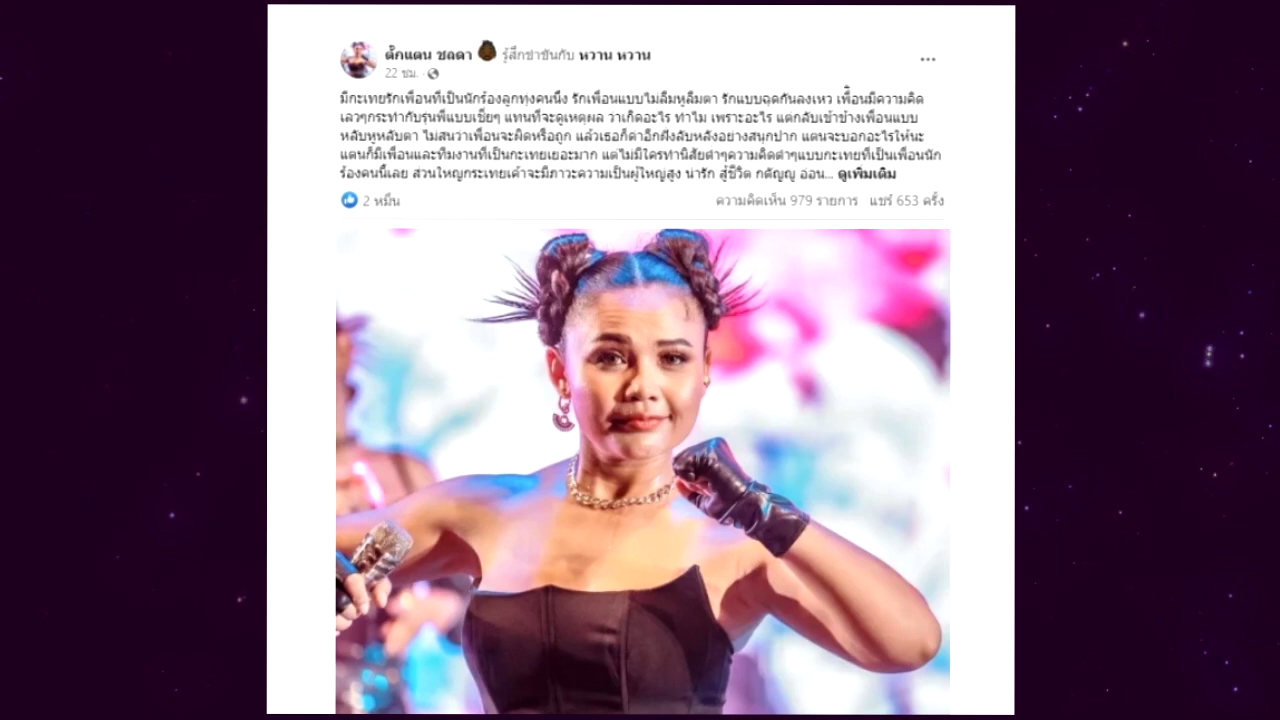 ตั๊กแตน ชลดา รู้สึกขำขันกับ หวาน หวาน
22 ชม.
มีกะเทยรักเพื่อนที่เป็นนักร้องลูกทุ่งคนนึง รักเพื่อนแบบไม่ลืมหูลืมตา รักแบบฉุดกันลงเหว เพื่อนมีความคิด
เลวๆกระทำกับรุ่นพี่แบบเชี่ยๆ แทนที่จะดูเหตุผล ว่าเกิดอะไร ทำไม เพราะอะไร แตกลับเข้าข้างเพื่อนแบบ
หลับหูหลับตา ไม่สนว่าเพื่อนจะผิดหรือถูก แล้วเธอก็ด่าอีกฝั่งลับหลังอย่างสนุกปาก แตนจะบอกอะไรให้นะ
แตนก็มีเพื่อนและทีมงานที่เป็นกะเทยเยอะมาก แต่ไม่มีใครทำนิสัยต่ำๆความคิดต่ำๆแบบกะเทยที่เป็นเพื่อนนัก
ร้องคนนี้เลย ส่วนใหญ่กระเทยเค้าจะมีภาวะความเป็นผู้ใหญ่สูง น่ารัก สู้ชีวิต กตัญญู ออน... ดูเพิ่มเติม
2 หมื่น ความคิดเห็น 979 รายการ แชร์ 653 ครั้ง